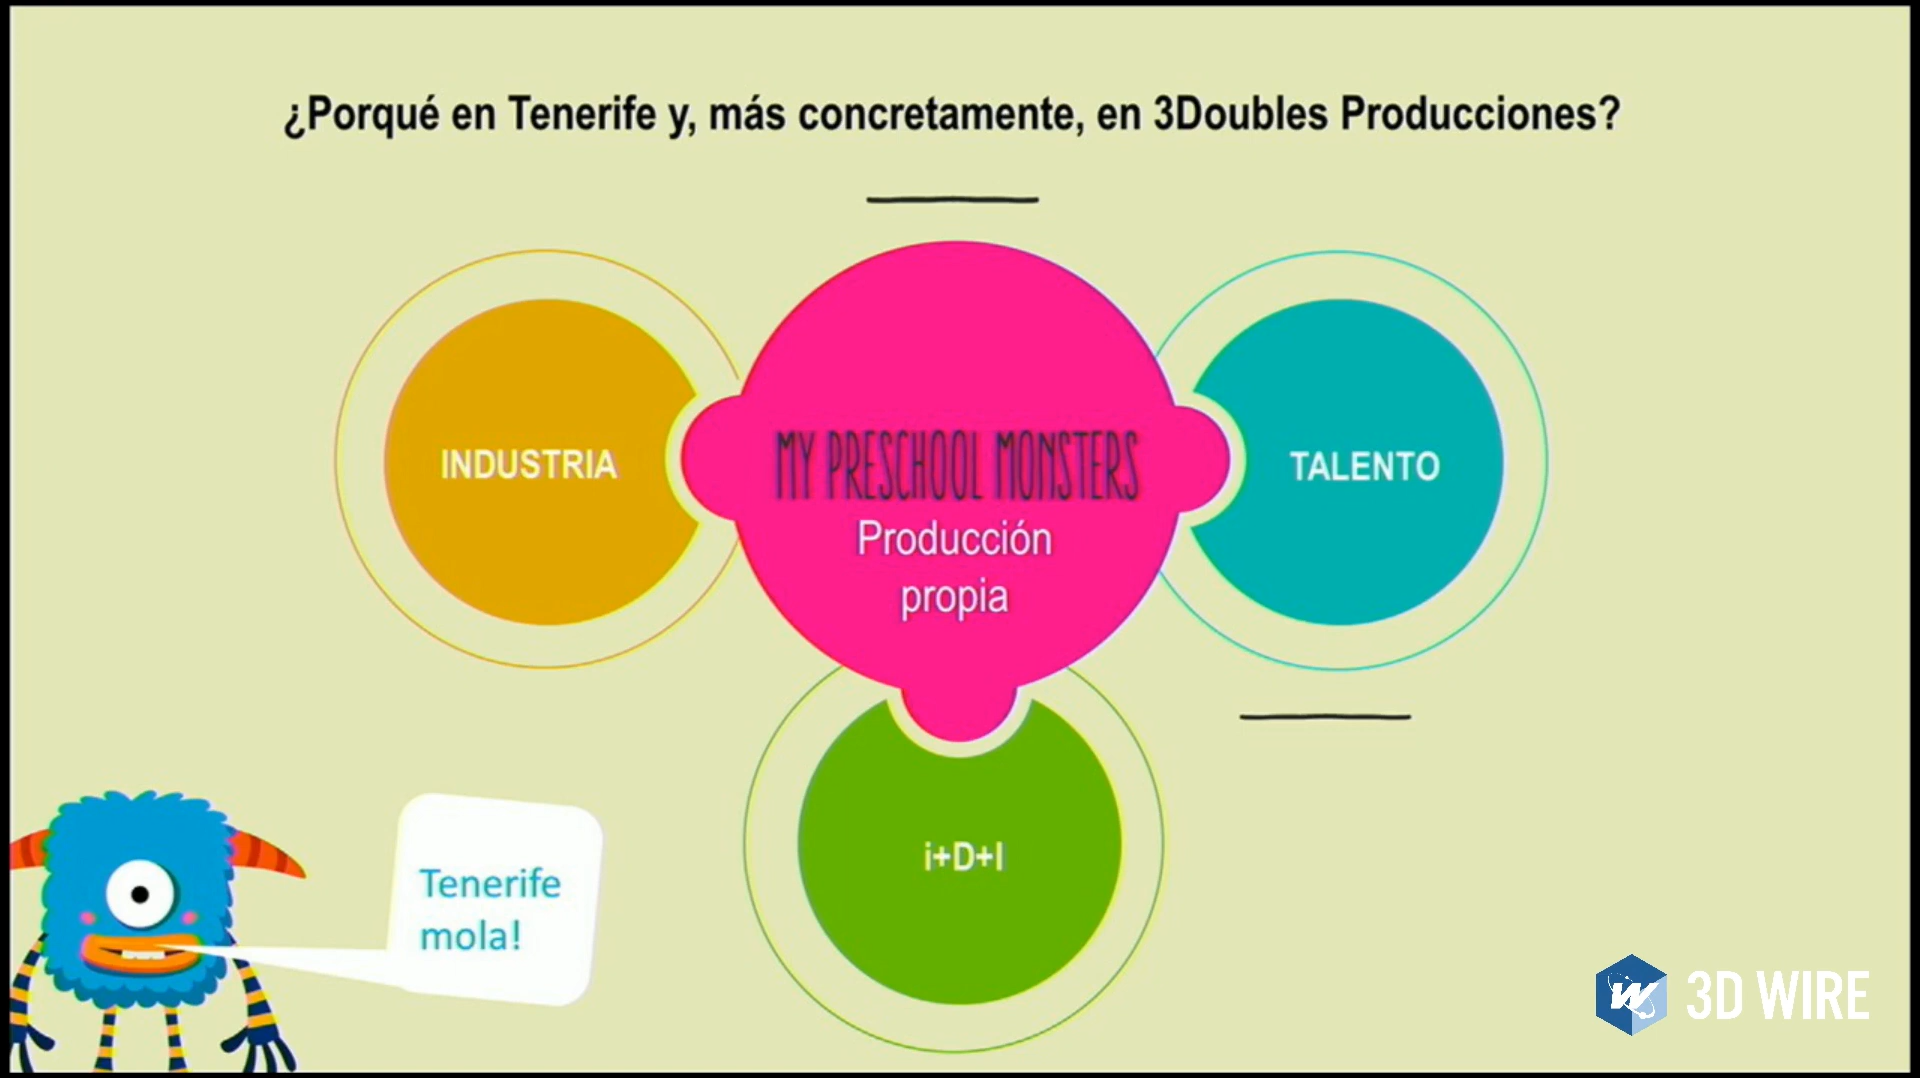 ¿Porqué en Tenerife y, más concretamente, en 3Doubles Producciones?
INDUSTRIA
MY PRESCHOOL MONSTERS
Producción
propia
TALENTO
i+D+I
Tenerife
mola!
W 3D WIRE